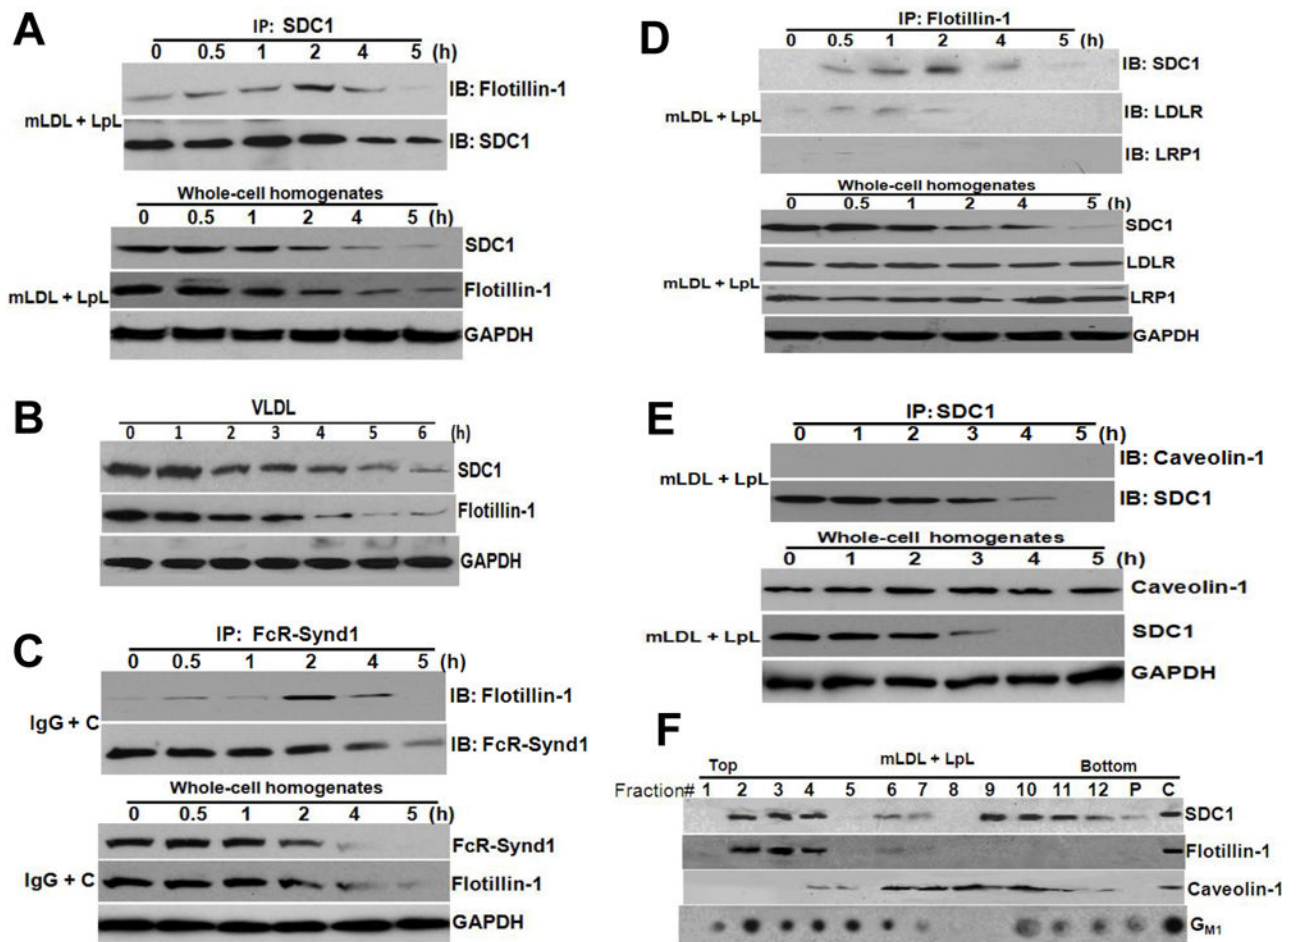 A
IP: SDC1
0 0.5 1 2 4 5 (h)
IB: Flotillin-1
mLDL + LpL
IB: SDC1
Whole-cell homogenates
0 0.5 1 2 4 5 (h)
SDC1
mLDL + LpL
Flotillin-1
GAPDH
B
VLDL
0 1 2 3 4 5 6 (h)
SDC1
Flotillin-1
GAPDH
C
IP: FcR-Synd1
0 0.5 1 2 4 5 (h)
IB: Flotillin-1
IgG + C
IB: FcR-Synd1
Whole-cell homogenates
0 0.5 1 2 4 5 (h)
FcR-Synd1
IgG + C
Flotillin-1
GAPDH
D
IP: Flotillin-1
0 0.5 1 2 4 5 (h)
IB: SDC1
mLDL + LpL
IB: LDLR
IB: LRP1
Whole-cell homogenates
0 0.5 1 2 4 5 (h)
SDC1
LDLR
mLDL + LpL
LRP1
GAPDH
E
IP: SDC1
0 1 2 3 4 5 (h)
IB: Caveolin-1
mLDL + LpL
IB: SDC1
Whole-cell homogenates
0 1 2 3 4 5 (h)
Caveolin-1
mLDL + LpL
SDC1
GAPDH
F
Top mLDL + LpL Bottom
Fraction# 1 2 3 4 5 6 7 8 9 10 11 12 P C
SDC1
Flotillin-1
Caveolin-1
GM1